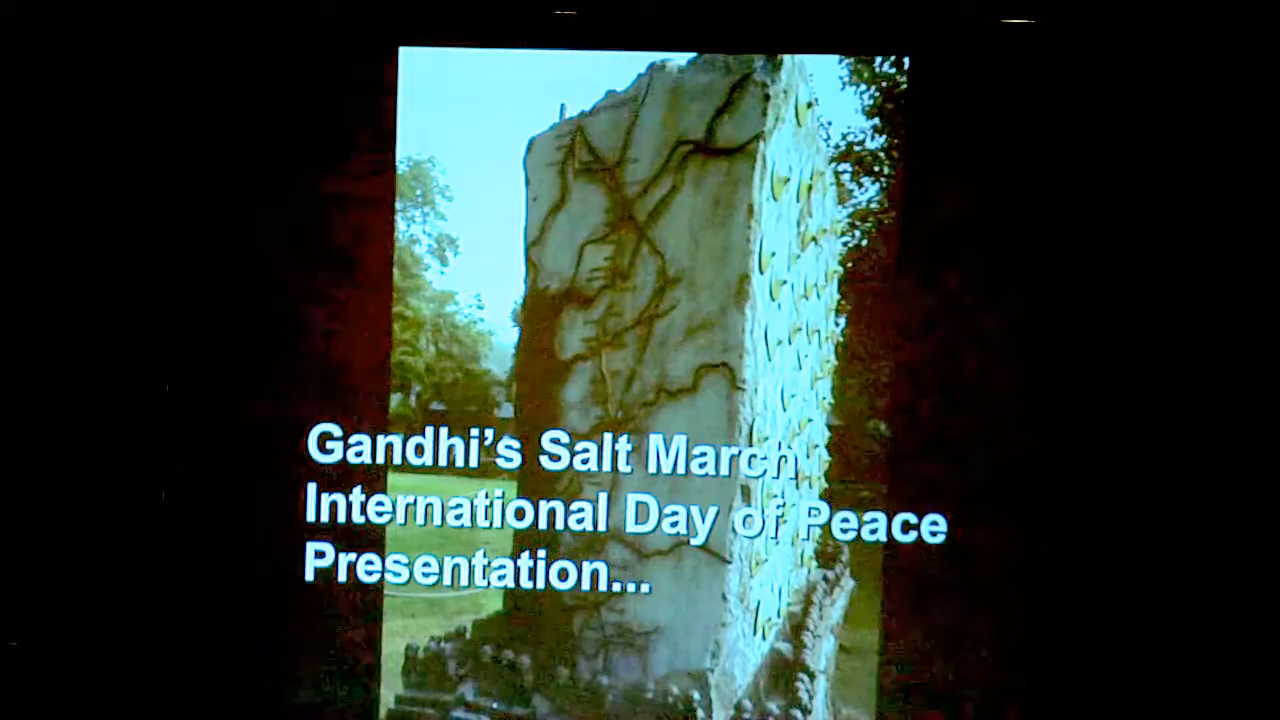 Gandhi’s Salt March
International Day of Peace
Presentation...